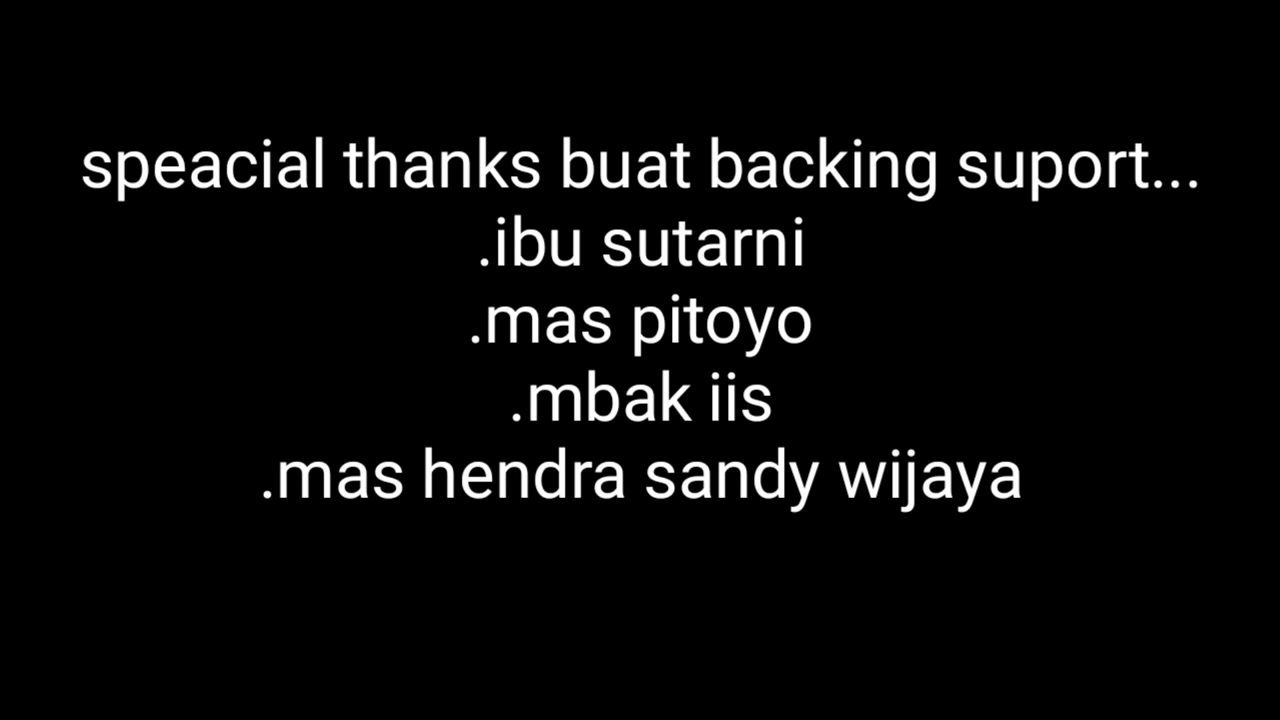 speacial thanks buat backing suport...
.ibu sutarni
.mas pitoyo
.mbak iis
.mas hendra sandy wijaya